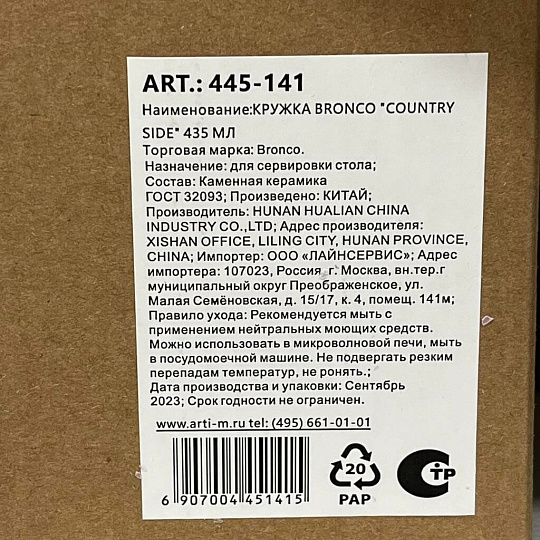 ART.: 445-141
Наименование:КРУЖКА BRONCO "COUNTRY
SIDE" 435 МЛ
Торговая марка: Bronco.
Назначение: для сервировки стола;
Состав: Каменная керамика
ГОСТ 32093; Произведено: КИТАЙ;
Производитель: HUNAN HUALIAN CHINA
INDUSTRY CO.,LTD; Адрес производителя:
XISHAN OFFICE, LILING CITY, HUNAN PROVINCE,
CHINA; Импортер: ООО «ЛАЙНСЕРВИС»; Адрес
импортера: 107023, Россия г. Москва, вн.тер.г
муниципальный округ Преображенское, ул.
Малая Семёновская, д. 15/17, к. 4, помещ. 141м;
Правило ухода: Рекомендуется мыть с
применением нейтральных моющих средств.
Можно использовать в микроволновой печи, мыть
в посудомоечной машине. Не подвергать резким
перепадам температур, не ронять.;
Дата производства и упаковки: Сентябрь
2023; Срок годности не ограничен.
www.arti-m.ru tel: (495) 661-01-01
6 907004 451415
20
PAP
СТР